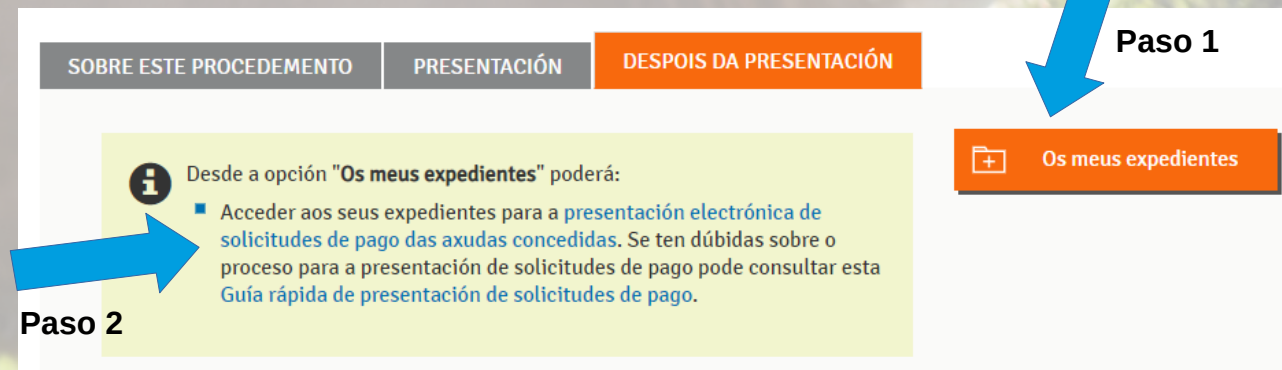 Paso 1
SOBRE ESTE PROCEDEMENTO PRESENTACIÓN DESPOIS DA PRESENTACIÓN
Os meus expedientes
Desde a opción "Os meus expedientes" poderá:
Acceder aos seus expedientes para a presentación electrónica de
solicitudes de pago das axudas concedidas. Se ten dúbidas sobre o
proceso para a presentación de solicitudes de pago pode consultar esta
Guía rápida de presentación de solicitudes de pago.
Paso 2